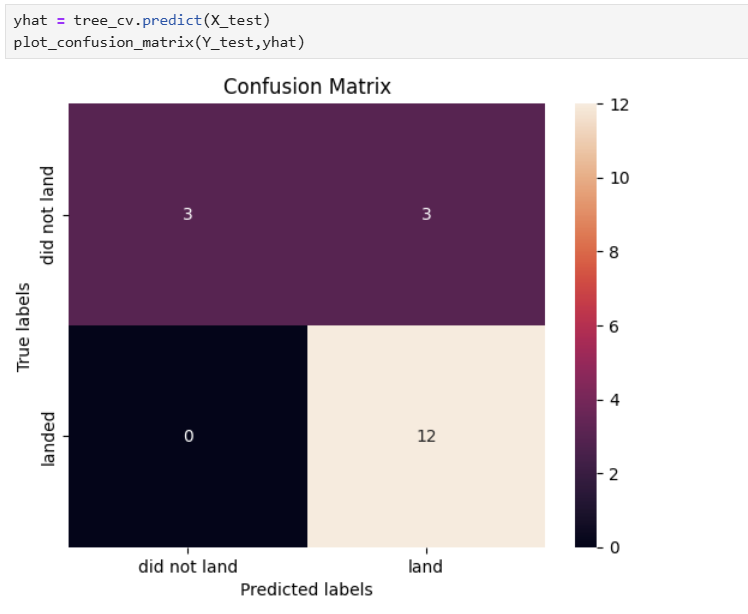 yhat = tree_cv.predict(X_test)
plot_confusion_matrix(Y_test,yhat)
Confusion Matrix
True labels
did not land
landed
3
3
0
12
did not land
land
Predicted labels
12
10
8
6
4
2
0